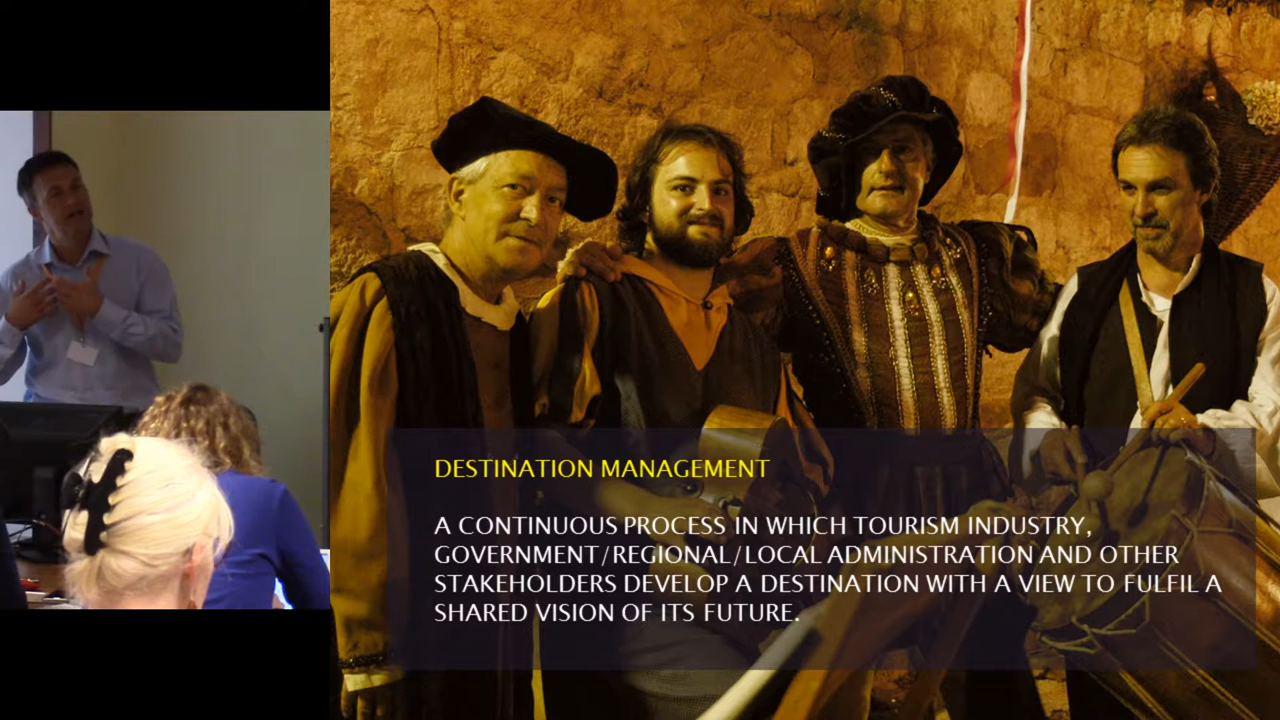 DESTINATION MANAGEMENT
A CONTINUOUS PROCESS IN WHICH TOURISM INDUSTRY,
GOVERNMENT/REGIONAL/LOCAL ADMINISTRATION AND OTHER
STAKEHOLDERS DEVELOP A DESTINATION WITH A VIEW TO FULFIL A
SHARED VISION OF ITS FUTURE.